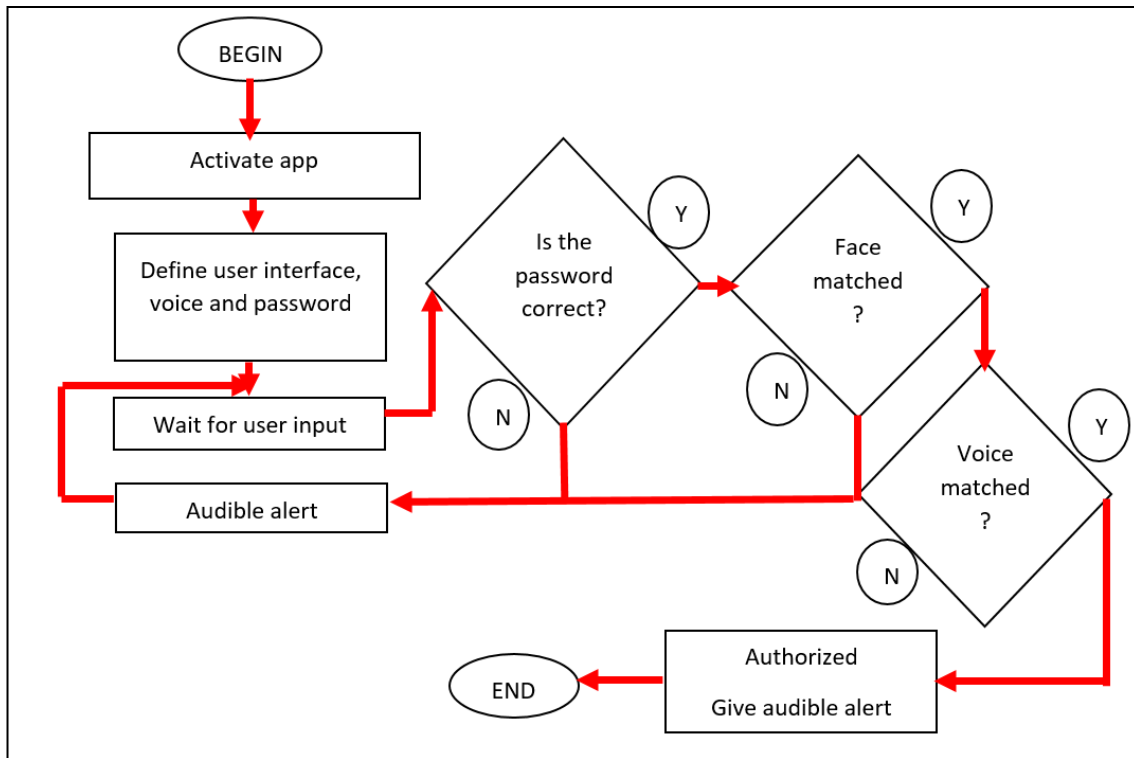 BEGIN
Activate app
Define user interface,
voice and password
Wait for user input
Audible alert
Is the
password
correct?
Y
N
Face
matched
?
Y
N
Voice
matched
?
Y
N
Authorized
Give audible alert
END